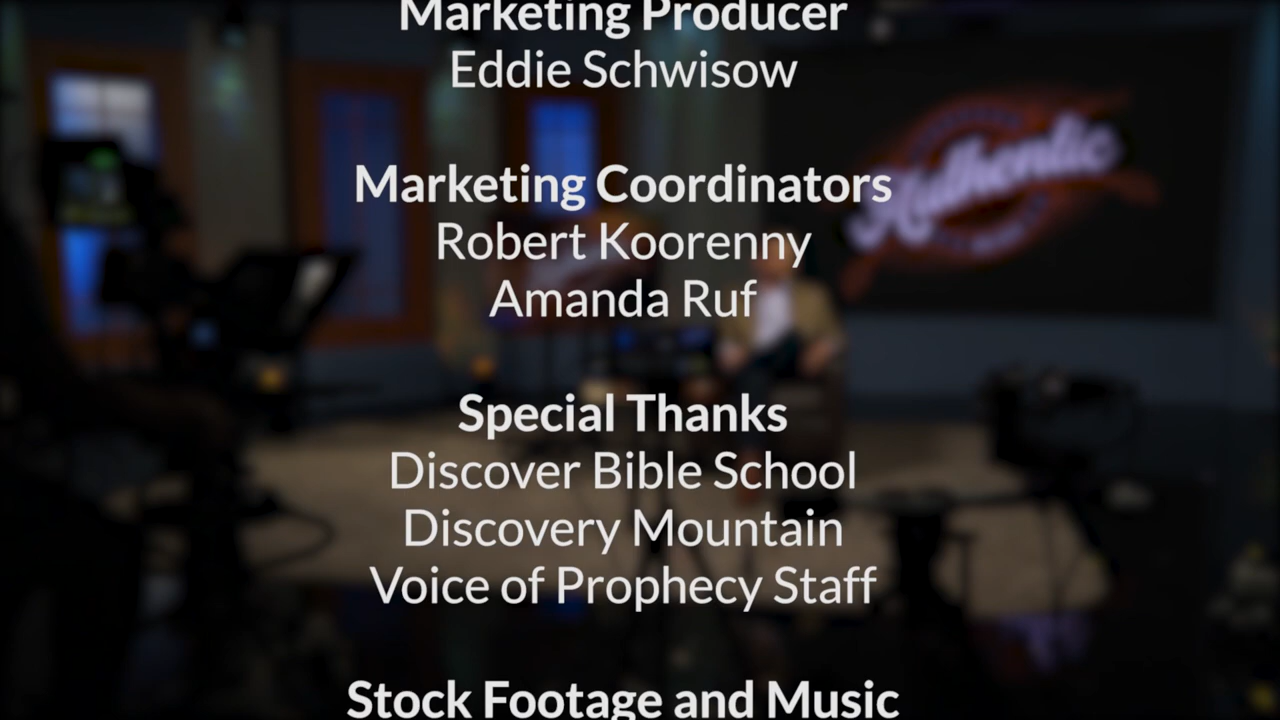 Marketing Producer
Eddie Schwisow
Marketing Coordinators
Robert Koorenny
Amanda Ruf
Authentic
Special Thanks
Discover Bible School
Discovery Mountain
Voice of Prophecy Staff
Stock Footage and Music